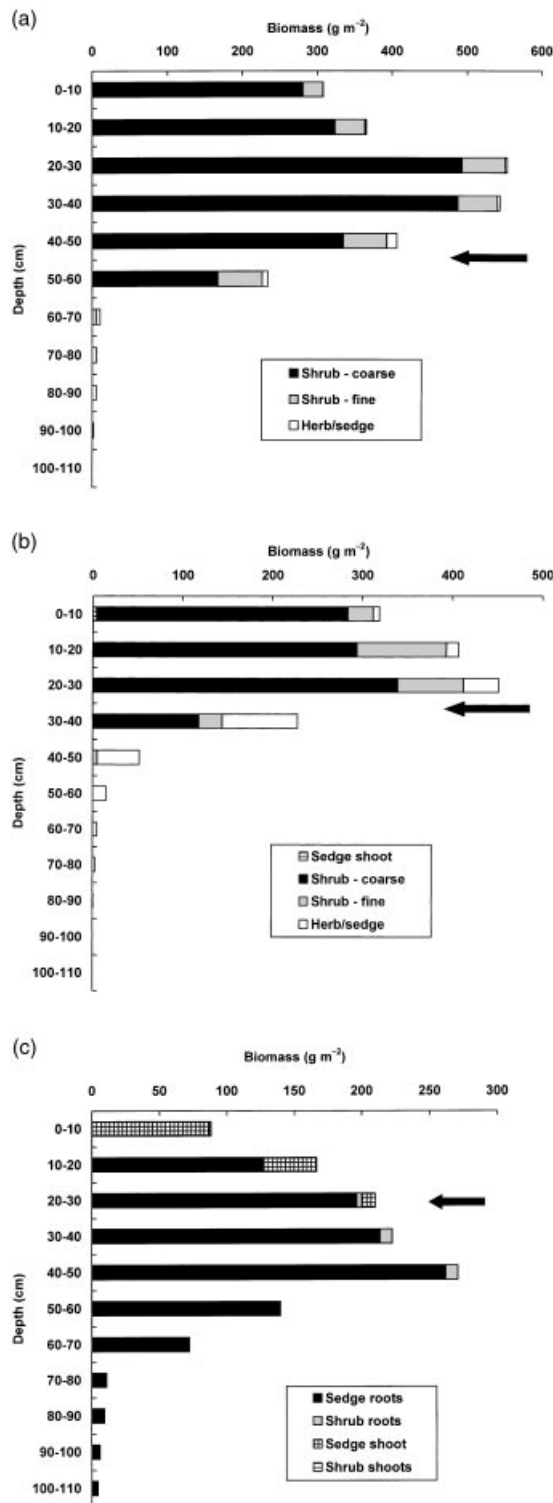 (a)
Biomass (g m⁻²)
0 100 200 300 400 500 600
Depth (cm)
0-10
10-20
20-30
30-40
40-50
50-60
60-70
70-80
80-90
90-100
100-110
Shrub - coarse
Shrub - fine
Herb/sedge
(b)
Biomass (g m⁻²)
0 100 200 300 400 500
Depth (cm)
0-10
10-20
20-30
30-40
40-50
50-60
60-70
70-80
80-90
90-100
100-110
Sedge shoot
Shrub - coarse
Shrub - fine
Herb/sedge
(c)
Biomass (g m⁻²)
0 50 100 150 200 250 300
Depth (cm)
0-10
10-20
20-30
30-40
40-50
50-60
60-70
70-80
80-90
90-100
100-110
Sedge roots
Shrub roots
Sedge shoot
Shrub shoots